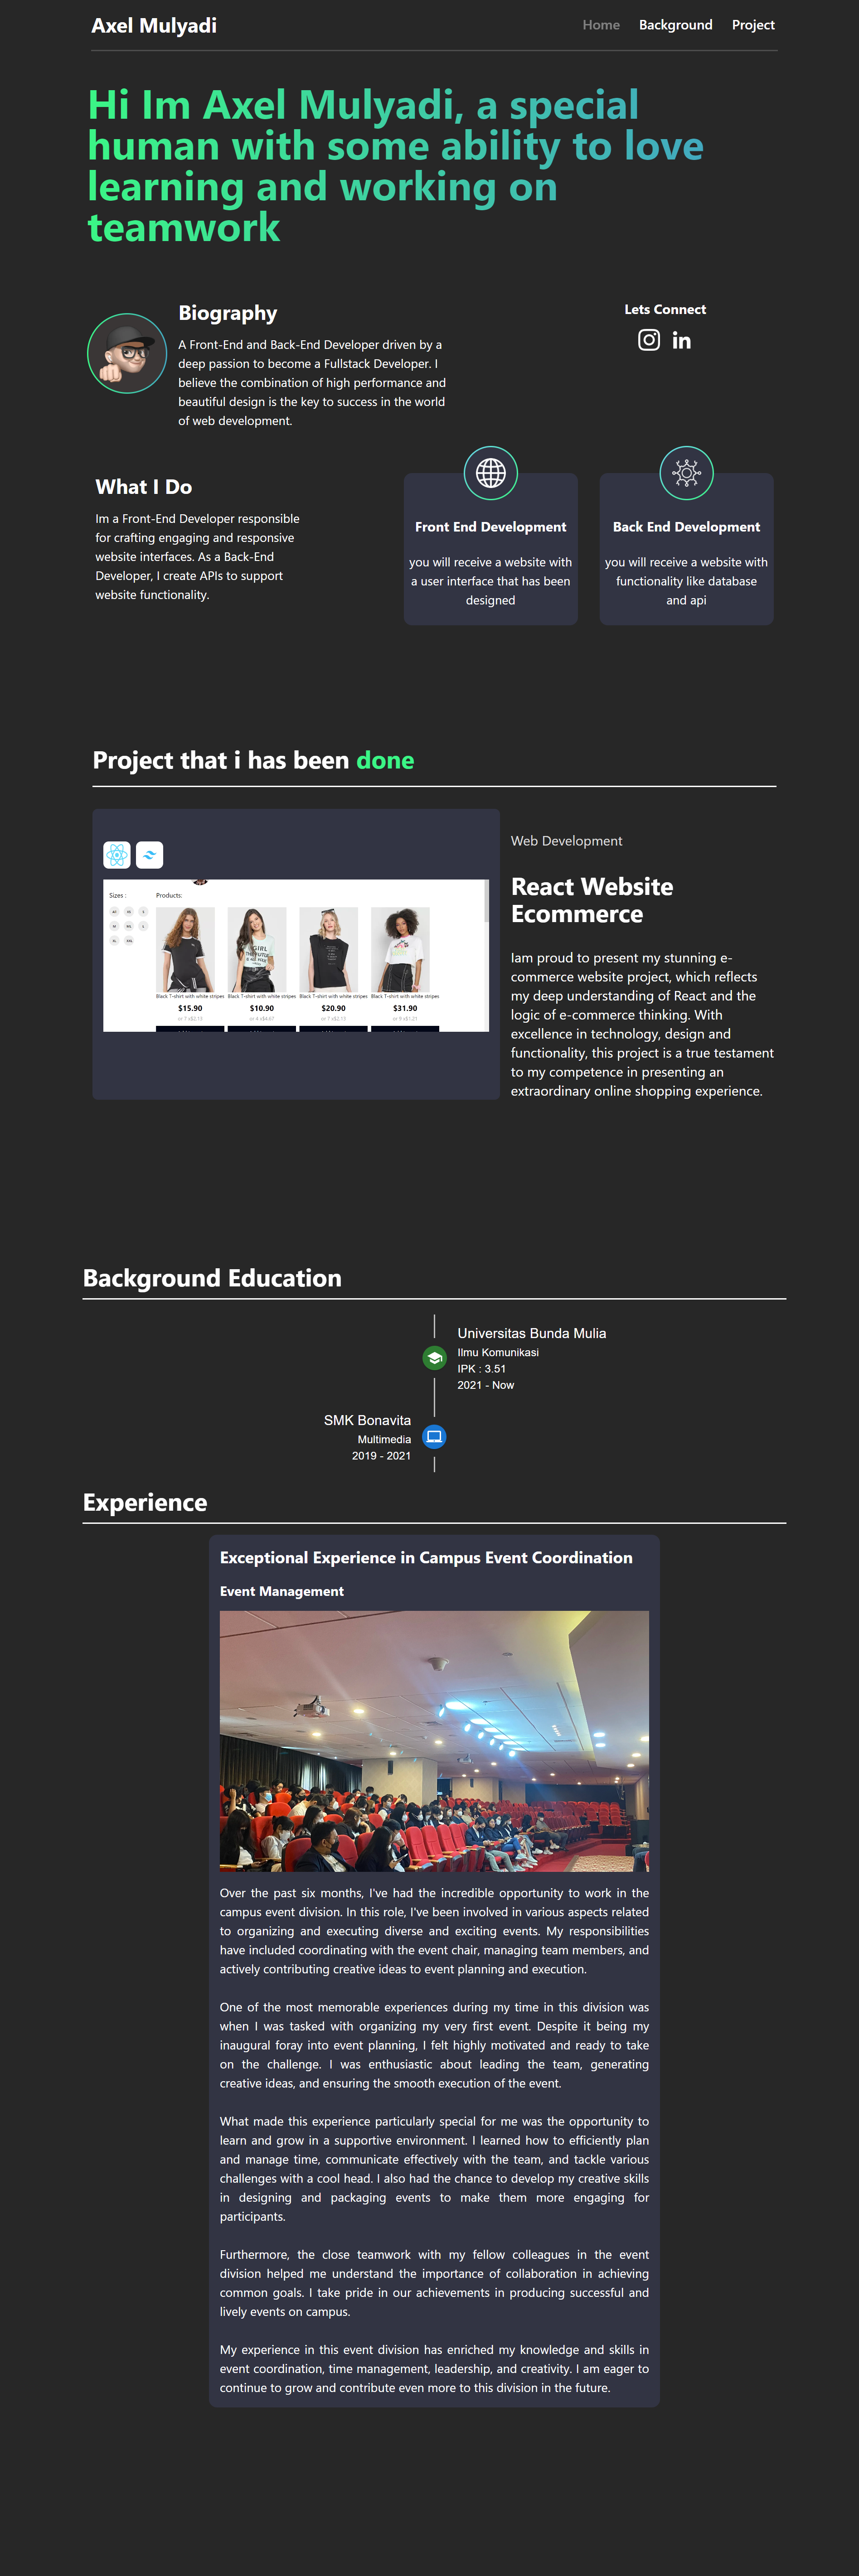 Axel Mulyadi
Home Background Project
Hi Im Axel Mulyadi, a special
human with some ability to love
learning and working on
teamwork
Biography
A Front-End and Back-End Developer driven by a
deep passion to become a Fullstack Developer. I
believe the combination of high performance and
beautiful design is the key to success in the world
of web development.
Lets Connect
What I Do
Im a Front-End Developer responsible
for crafting engaging and responsive
website interfaces. As a Back-End
Developer, I create APIs to support
website functionality.
Front End Development
you will receive a website with
a user interface that has been
designed
Back End Development
you will receive a website with
functionality like database
and api
Project that i has been done
Sizes :
Products:
Black T-shirt with white stripes
$15.90
Black T-shirt with white stripes
$10.90
Black T-shirt with white stripes
$20.90
Black T-shirt with white stripes
$31.90
Web Development
React Website
Ecommerce
Iam proud to present my stunning e-
commerce website project, which reflects
my deep understanding of React and the
logic of e-commerce thinking. With
excellence in technology, design and
functionality, this project is a true testament
to my competence in presenting an
extraordinary online shopping experience.
Background Education
Universitas Bunda Mulia
Ilmu Komunikasi
IPK : 3.51
2021 - Now
SMK Bonavita
Multimedia
2019 - 2021
Experience
Exceptional Experience in Campus Event Coordination
Event Management
Over the past six months, I've had the incredible opportunity to work in the
campus event division. In this role, I've been involved in various aspects related
to organizing and executing diverse and exciting events. My responsibilities
have included coordinating with the event chair, managing team members, and
actively contributing creative ideas to event planning and execution.
One of the most memorable experiences during my time in this division was
when I was tasked with organizing my very first event. Despite it being my
inaugural foray into event planning, I felt highly motivated and ready to take
on the challenge. I was enthusiastic about leading the team, generating
creative ideas, and ensuring the smooth execution of the event.
What made this experience particularly special for me was the opportunity to
learn and grow in a supportive environment. I learned how to efficiently plan
and manage time, communicate effectively with the team, and tackle various
challenges with a cool head. I also had the chance to develop my creative skills
in designing and packaging events to make them more engaging for
participants.
Furthermore, the close teamwork with my fellow colleagues in the event
division helped me understand the importance of collaboration in achieving
common goals. I take pride in our achievements in producing successful and
lively events on campus.
My experience in this event division has enriched my knowledge and skills in
event coordination, time management, leadership, and creativity. I am eager to
continue to grow and contribute even more to this division in the future.